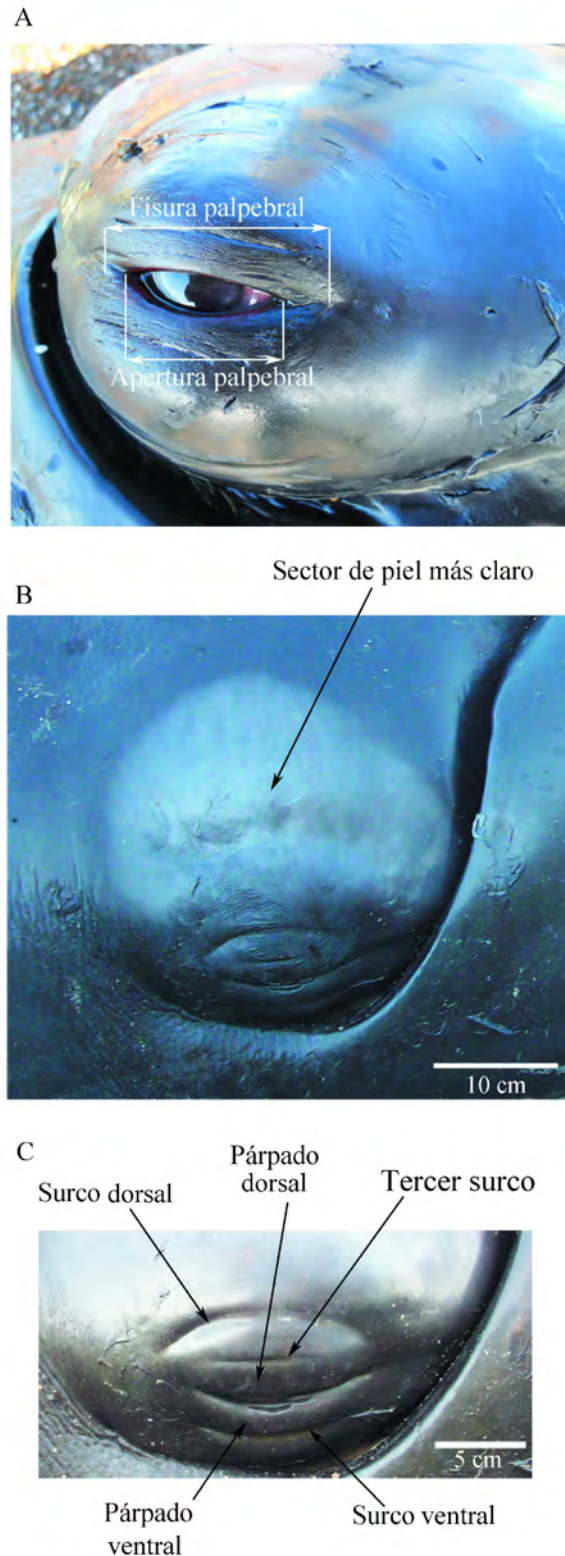 A
Fisura palpebral
Apertura palpebral
Sector de piel más claro
B
10 cm
C
Párpado
dorsal
Surco dorsal
Tercer surco
5 cm
Párpado
ventral
Surco ventral